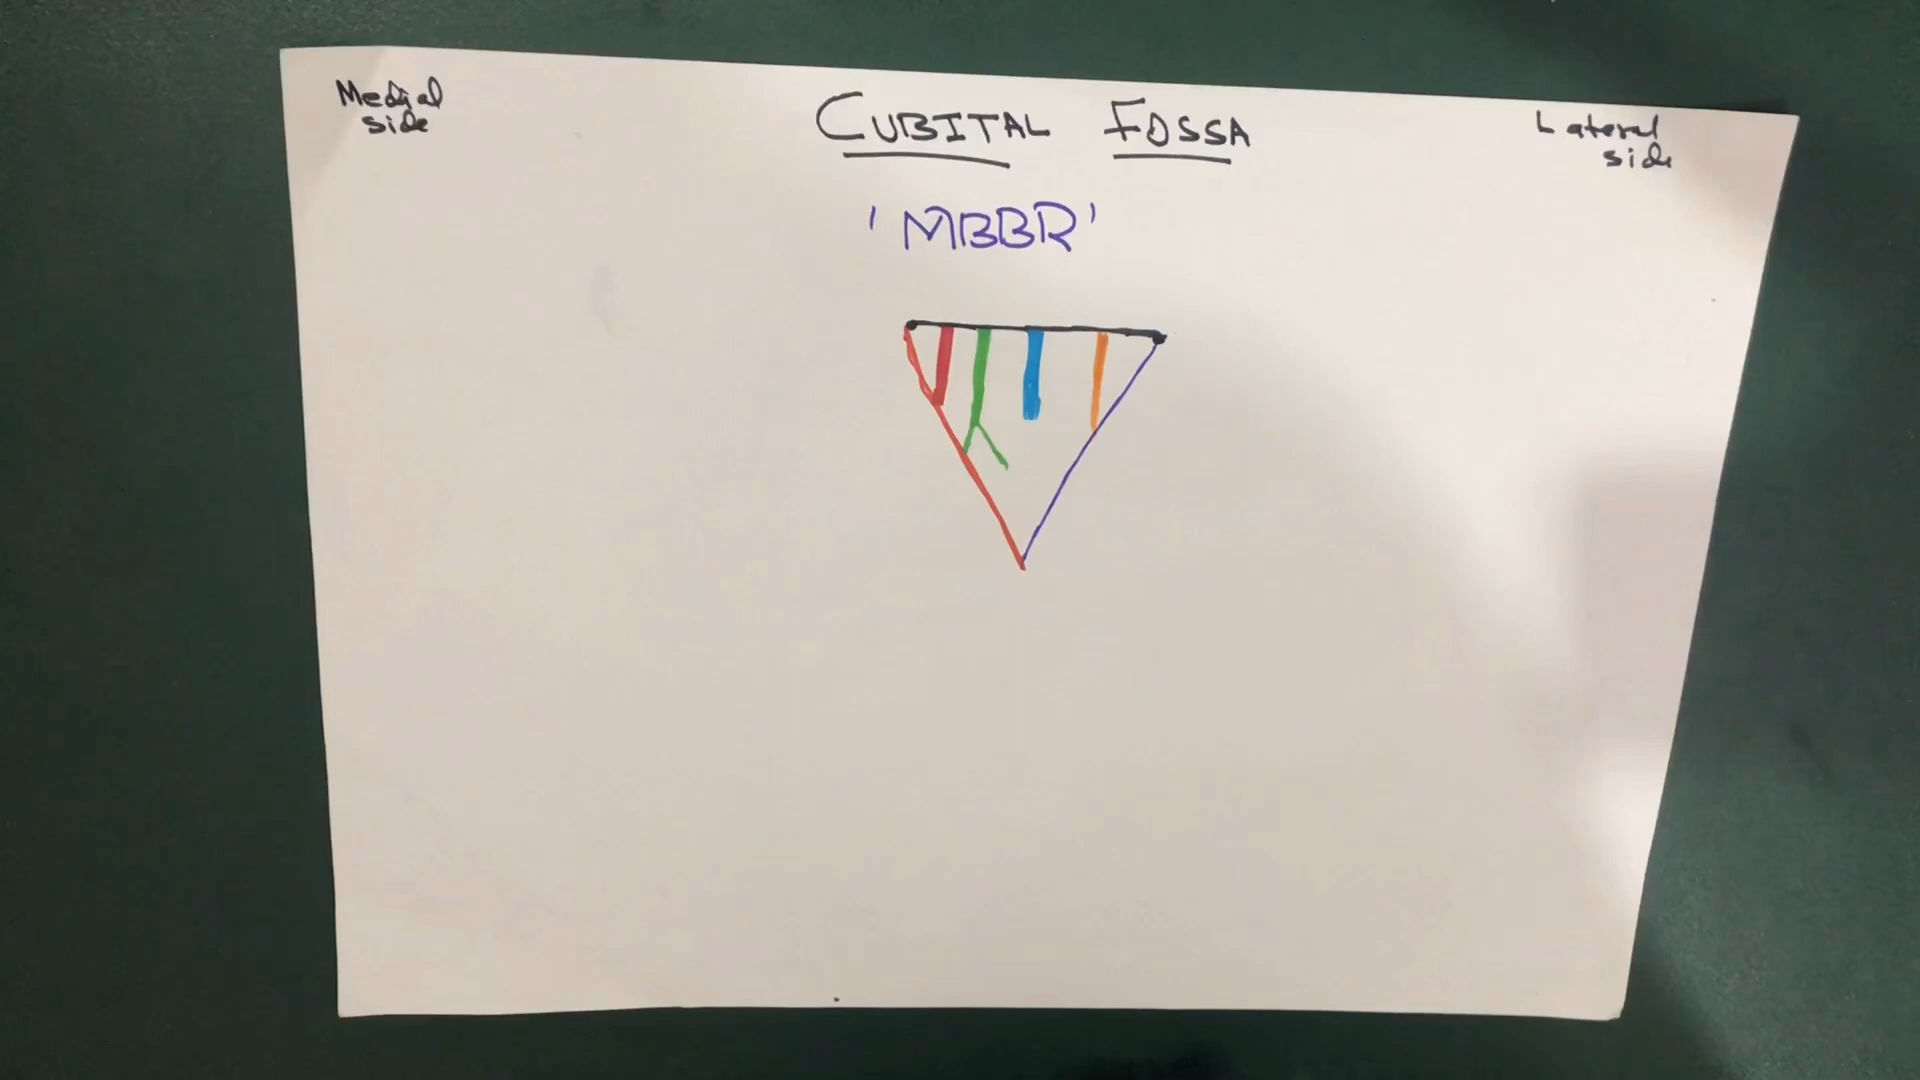 Medial
side
CUBITAL FOSSA
Lateral
side
'MBBR'